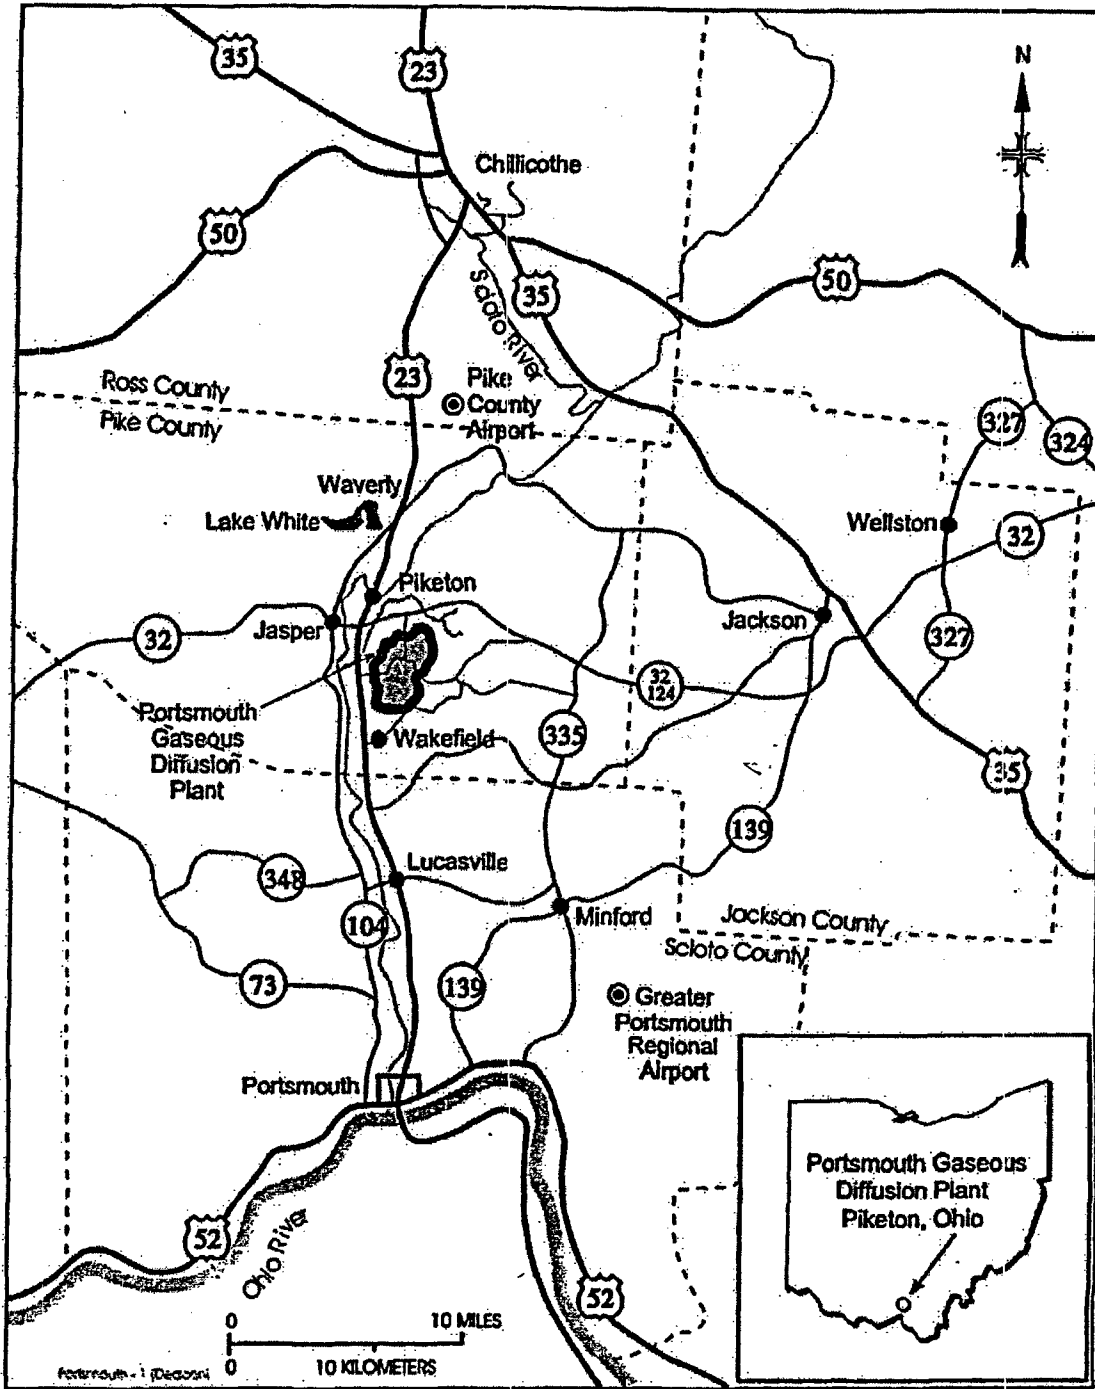 35
23
N
Chillicothe
50
50
Scioto River
35
23
Ross County
Pike County
Pike
County
Airport
327
324
Waverly
Lake White
Wellston
32
Piketon
Jasper
32
Jackson
327
32
124
Portsmouth
Gaseous
Diffusion
Plant
Wakefield
335
35
139
Lucasville
348
104
Minford
Jackson County
Scioto County
73
139
Greater
Portsmouth
Regional
Airport
Portsmouth
Portsmouth Gaseous
Diffusion Plant
Piketon, Ohio
52
Ohio River
52
0
10 MILES
0
10 KILOMETERS